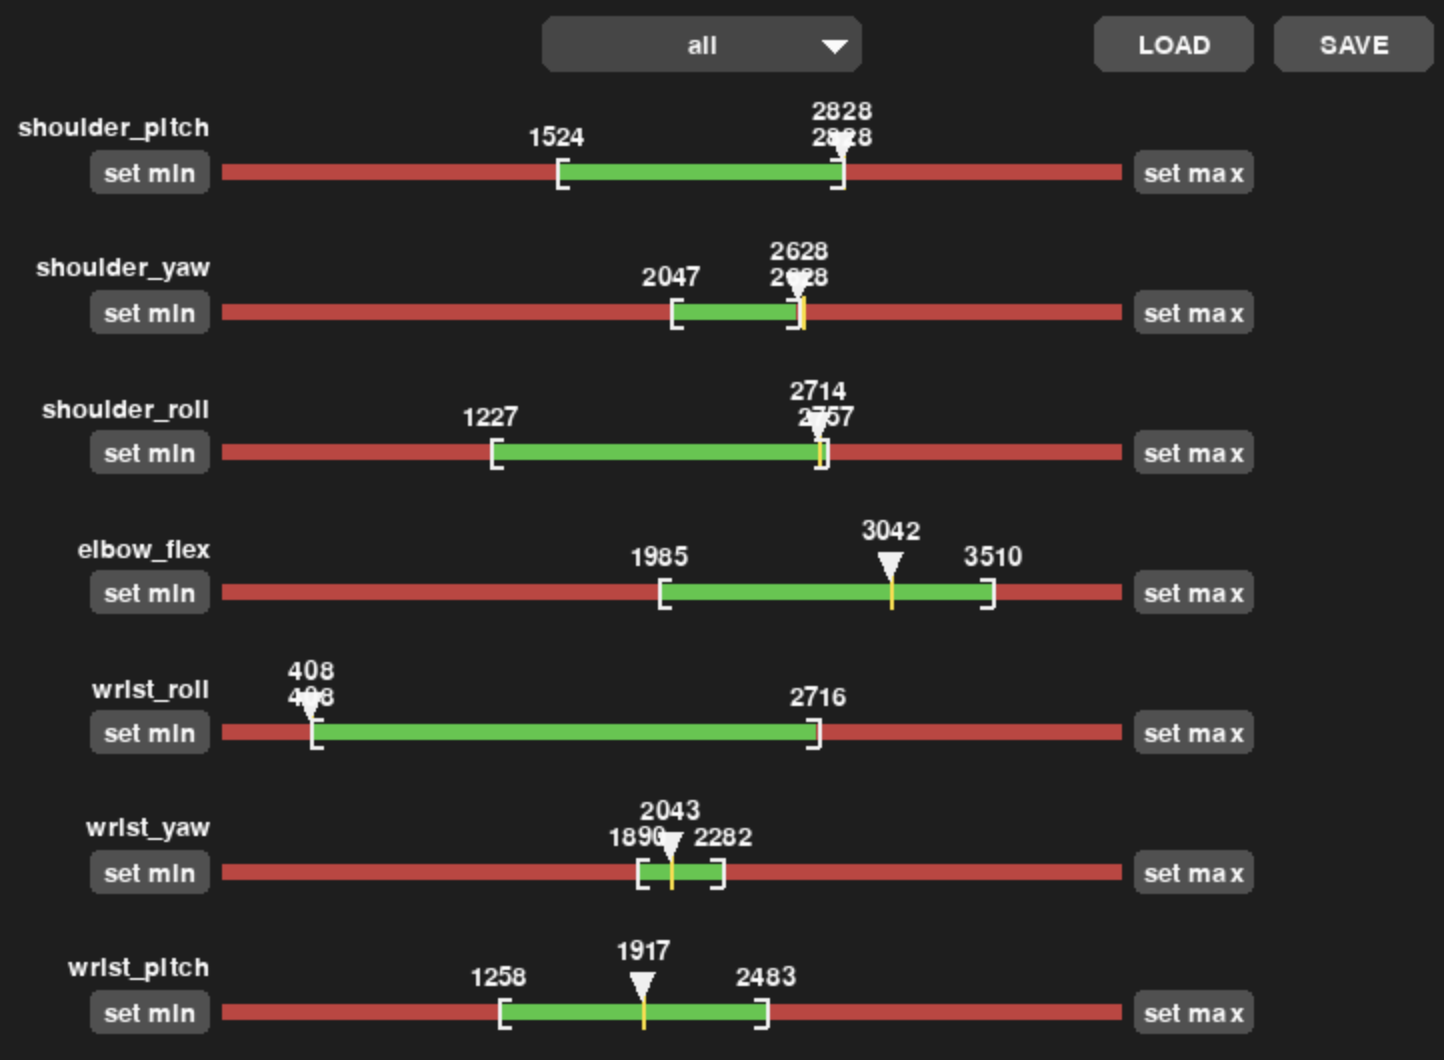 all
LOAD
SAVE
shoulder_pitch
1524
2828
2828
set min
set max
shoulder_yaw
2047
2628
2628
set min
set max
shoulder_roll
1227
2714
2757
set min
set max
elbow_flex
1985
3042
3510
set min
set max
wrist_roll
408
408
2716
set min
set max
wrist_yaw
1890
2043
2282
set min
set max
wrist_pitch
1258
1917
2483
set min
set max